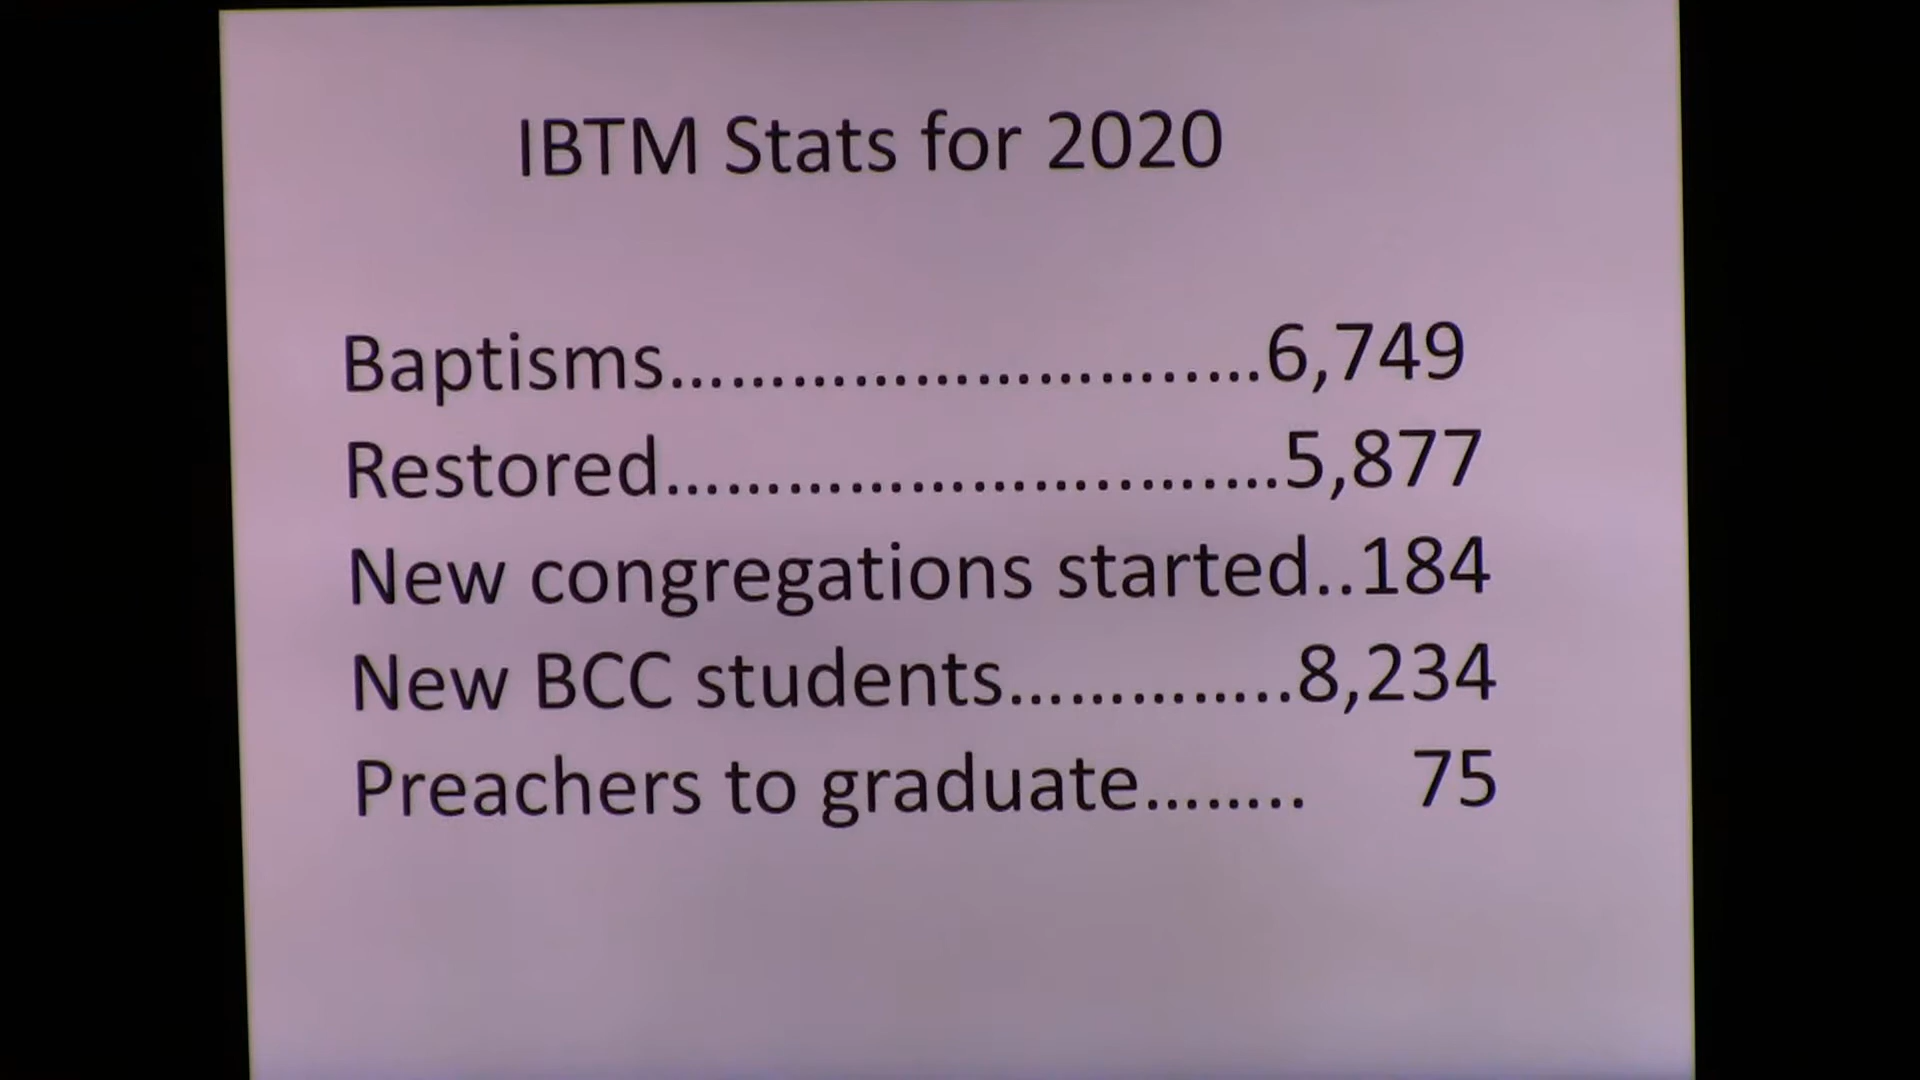 IBTM Stats for 2020
Baptisms................................6,749
Restored.................................5,877
New congregations started..184
New BCC students...............8,234
Preachers to graduate........ 75